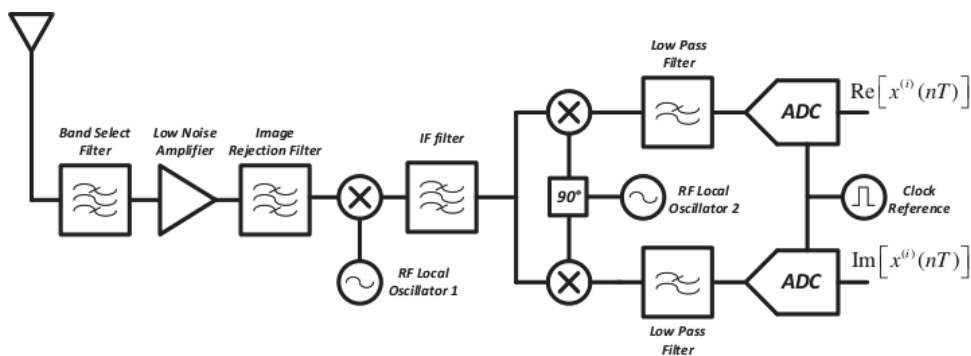 Low Pass
Filter
Re[x^{(i)}(nT)]
ADC
Band Select
Filter
Low Noise
Amplifier
Image
Rejection Filter
IF filter
90°
RF Local
Oscillator 2
Clock
Reference
RF Local
Oscillator 1
Im[x^{(i)}(nT)]
ADC
Low Pass
Filter